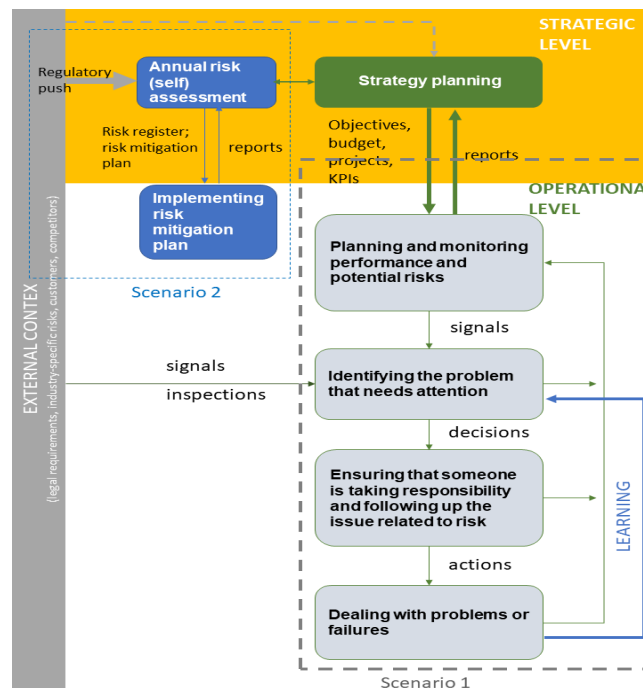 STRATEGIC
LEVEL
Regulatory
push
Annual risk
(self)
assessment
Strategy planning
Risk register;
risk mitigation
plan
reports
Objectives,
budget,
projects,
KPIs
reports
OPERATIONA
LEVEL
Implementing
risk
mitigation
plan
Scenario 2
Planning and monitoring
performance and
potential risks
signals
EXTERNAL CONTEX
(legal requirements, industry-specific risks, customers, competitors)
signals
inspections
Identifying the problem
that needs attention
decisions
Ensuring that someone
is taking responsibility
and following up the
issue related to risk
LEARNING
actions
Dealing with problems or
failures
Scenario 1